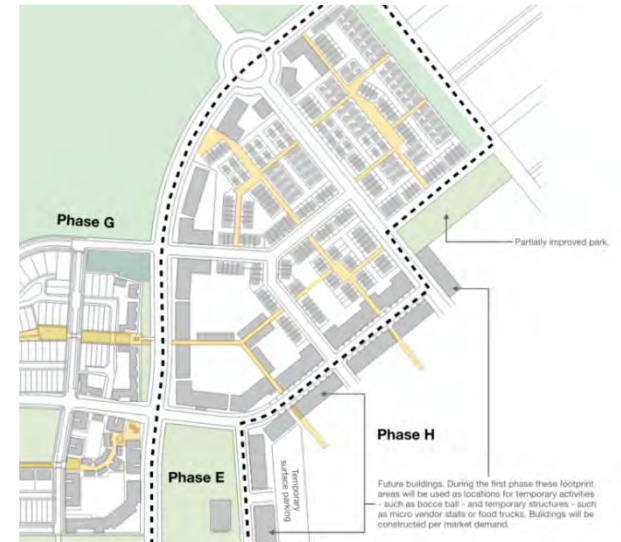 Phase G
Partially improved park.
Phase H
Phase E
Temporary
surface parking
Future buildings. During the first phase these footprint
areas will be used as locations for temporary activities
- such as bocce ball - and temporary structures - such
as micro vendor stalls or food trucks. Buildings will be
constructed per market demand.